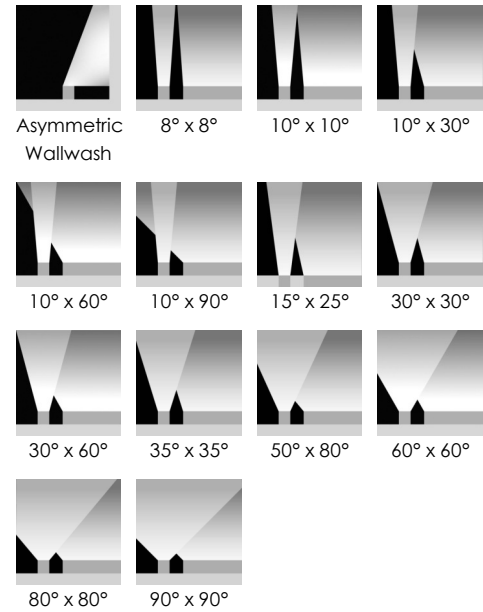 Asymmetric
Wallwash
8° x 8°
10° x 10°
10° x 30°
10° x 60°
10° x 90°
15° x 25°
30° x 30°
30° x 60°
35° x 35°
50° x 80°
60° x 60°
80° x 80°
90° x 90°